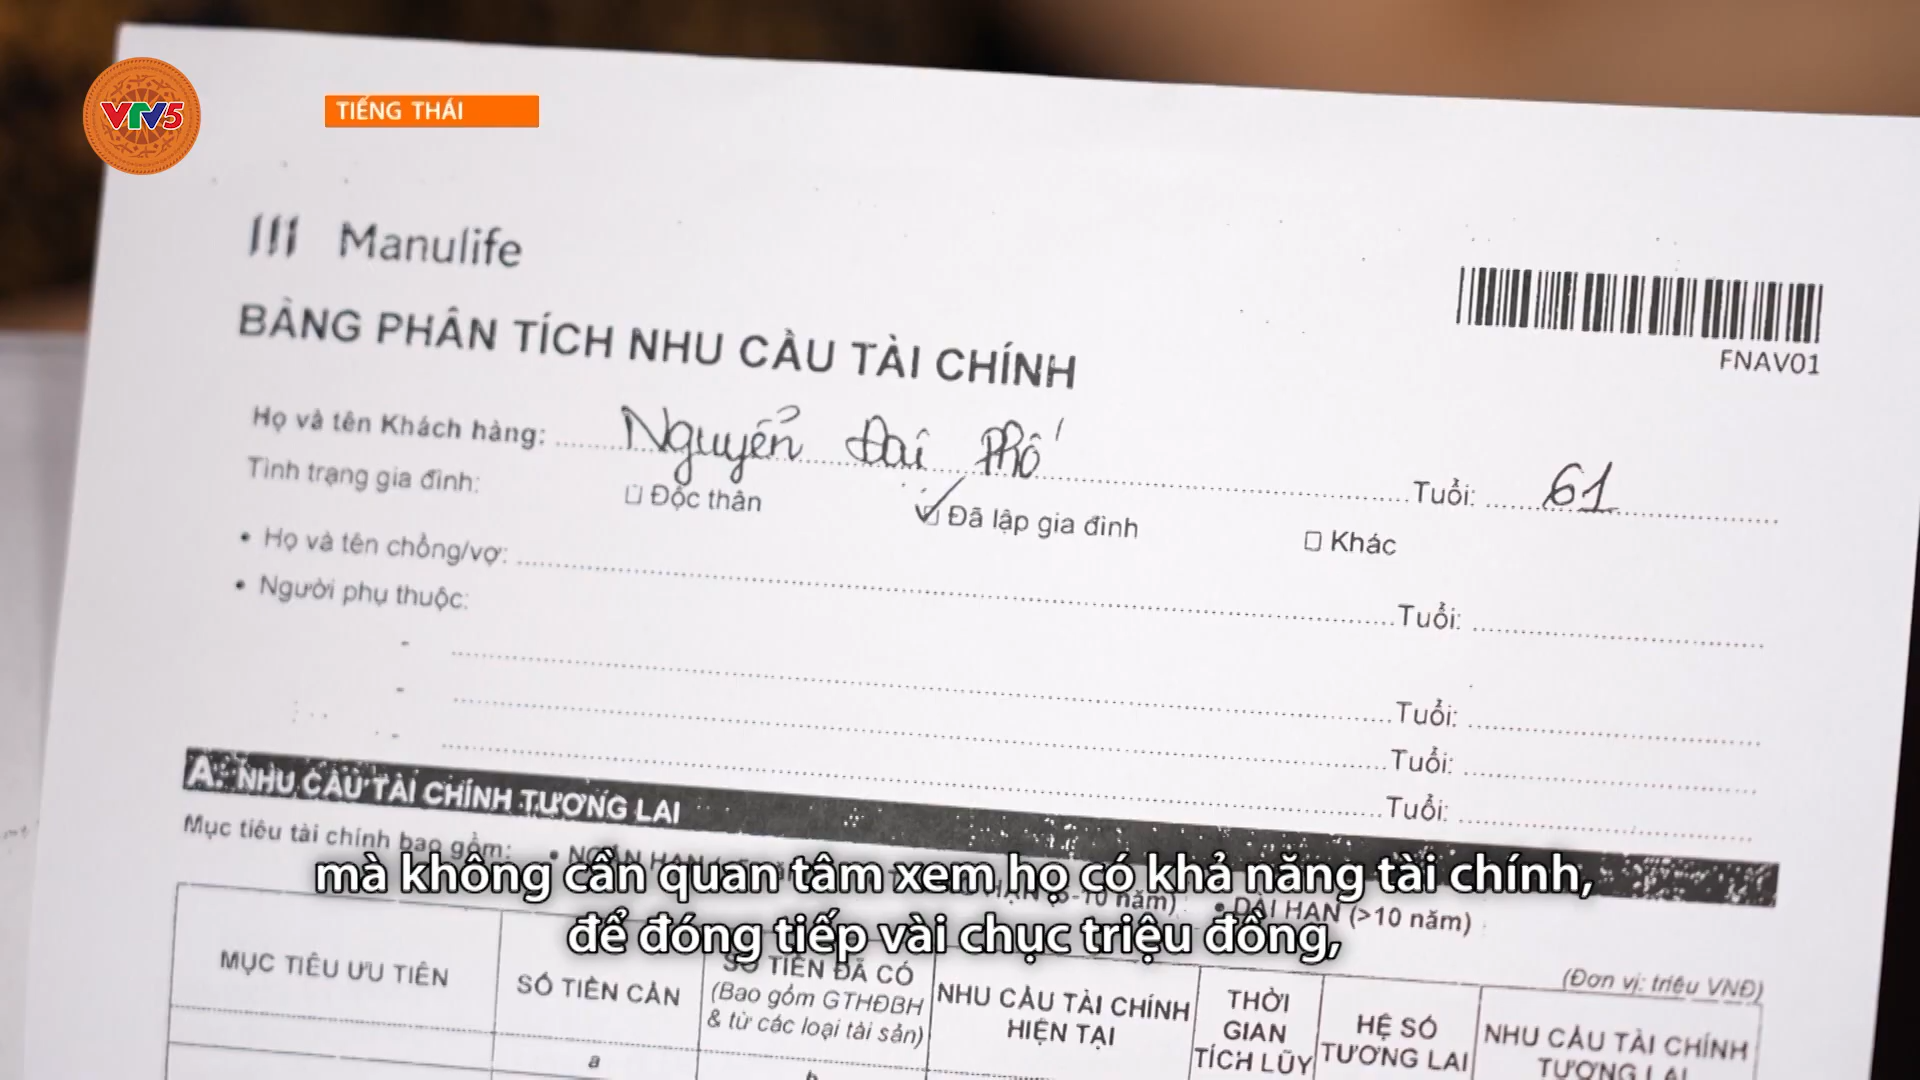 VTV5
TIẾNG THÁI
Manulife
BẢNG PHÂN TÍCH NHU CẦU TÀI CHÍNH
FNAV01
Họ và tên Khách hàng: Nguyễn Đai Phố Tuổi: 61
Tình trạng gia đình: Độc thân Đã lập gia đình Khác
• Họ và tên chồng/vợ: Tuổi:
• Người phụ thuộc:
- Tuổi:
- Tuổi:
- Tuổi:
A. NHU CẦU TÀI CHÍNH TƯƠNG LAI
Mục tiêu tài chính bao gồm: • NGẮN HẠN • DÀI HẠN (>10 năm)
mà không cần quan tâm xem họ có khả năng tài chính,
để đóng tiếp vài chục triệu đồng,
(Đơn vị: triệu VNĐ)
MỤC TIÊU ƯU TIÊN
SỐ TIỀN CẦN
SỐ TIỀN ĐÃ CÓ
(Bao gồm GTHĐBH
& từ các loại tài sản)
NHU CẦU TÀI CHÍNH
HIỆN TẠI
THỜI
GIAN
TÍCH LŨY
HỆ SỐ
TƯƠNG LAI
NHU CẦU TÀI CHÍNH
TƯƠNG LAI
a
b